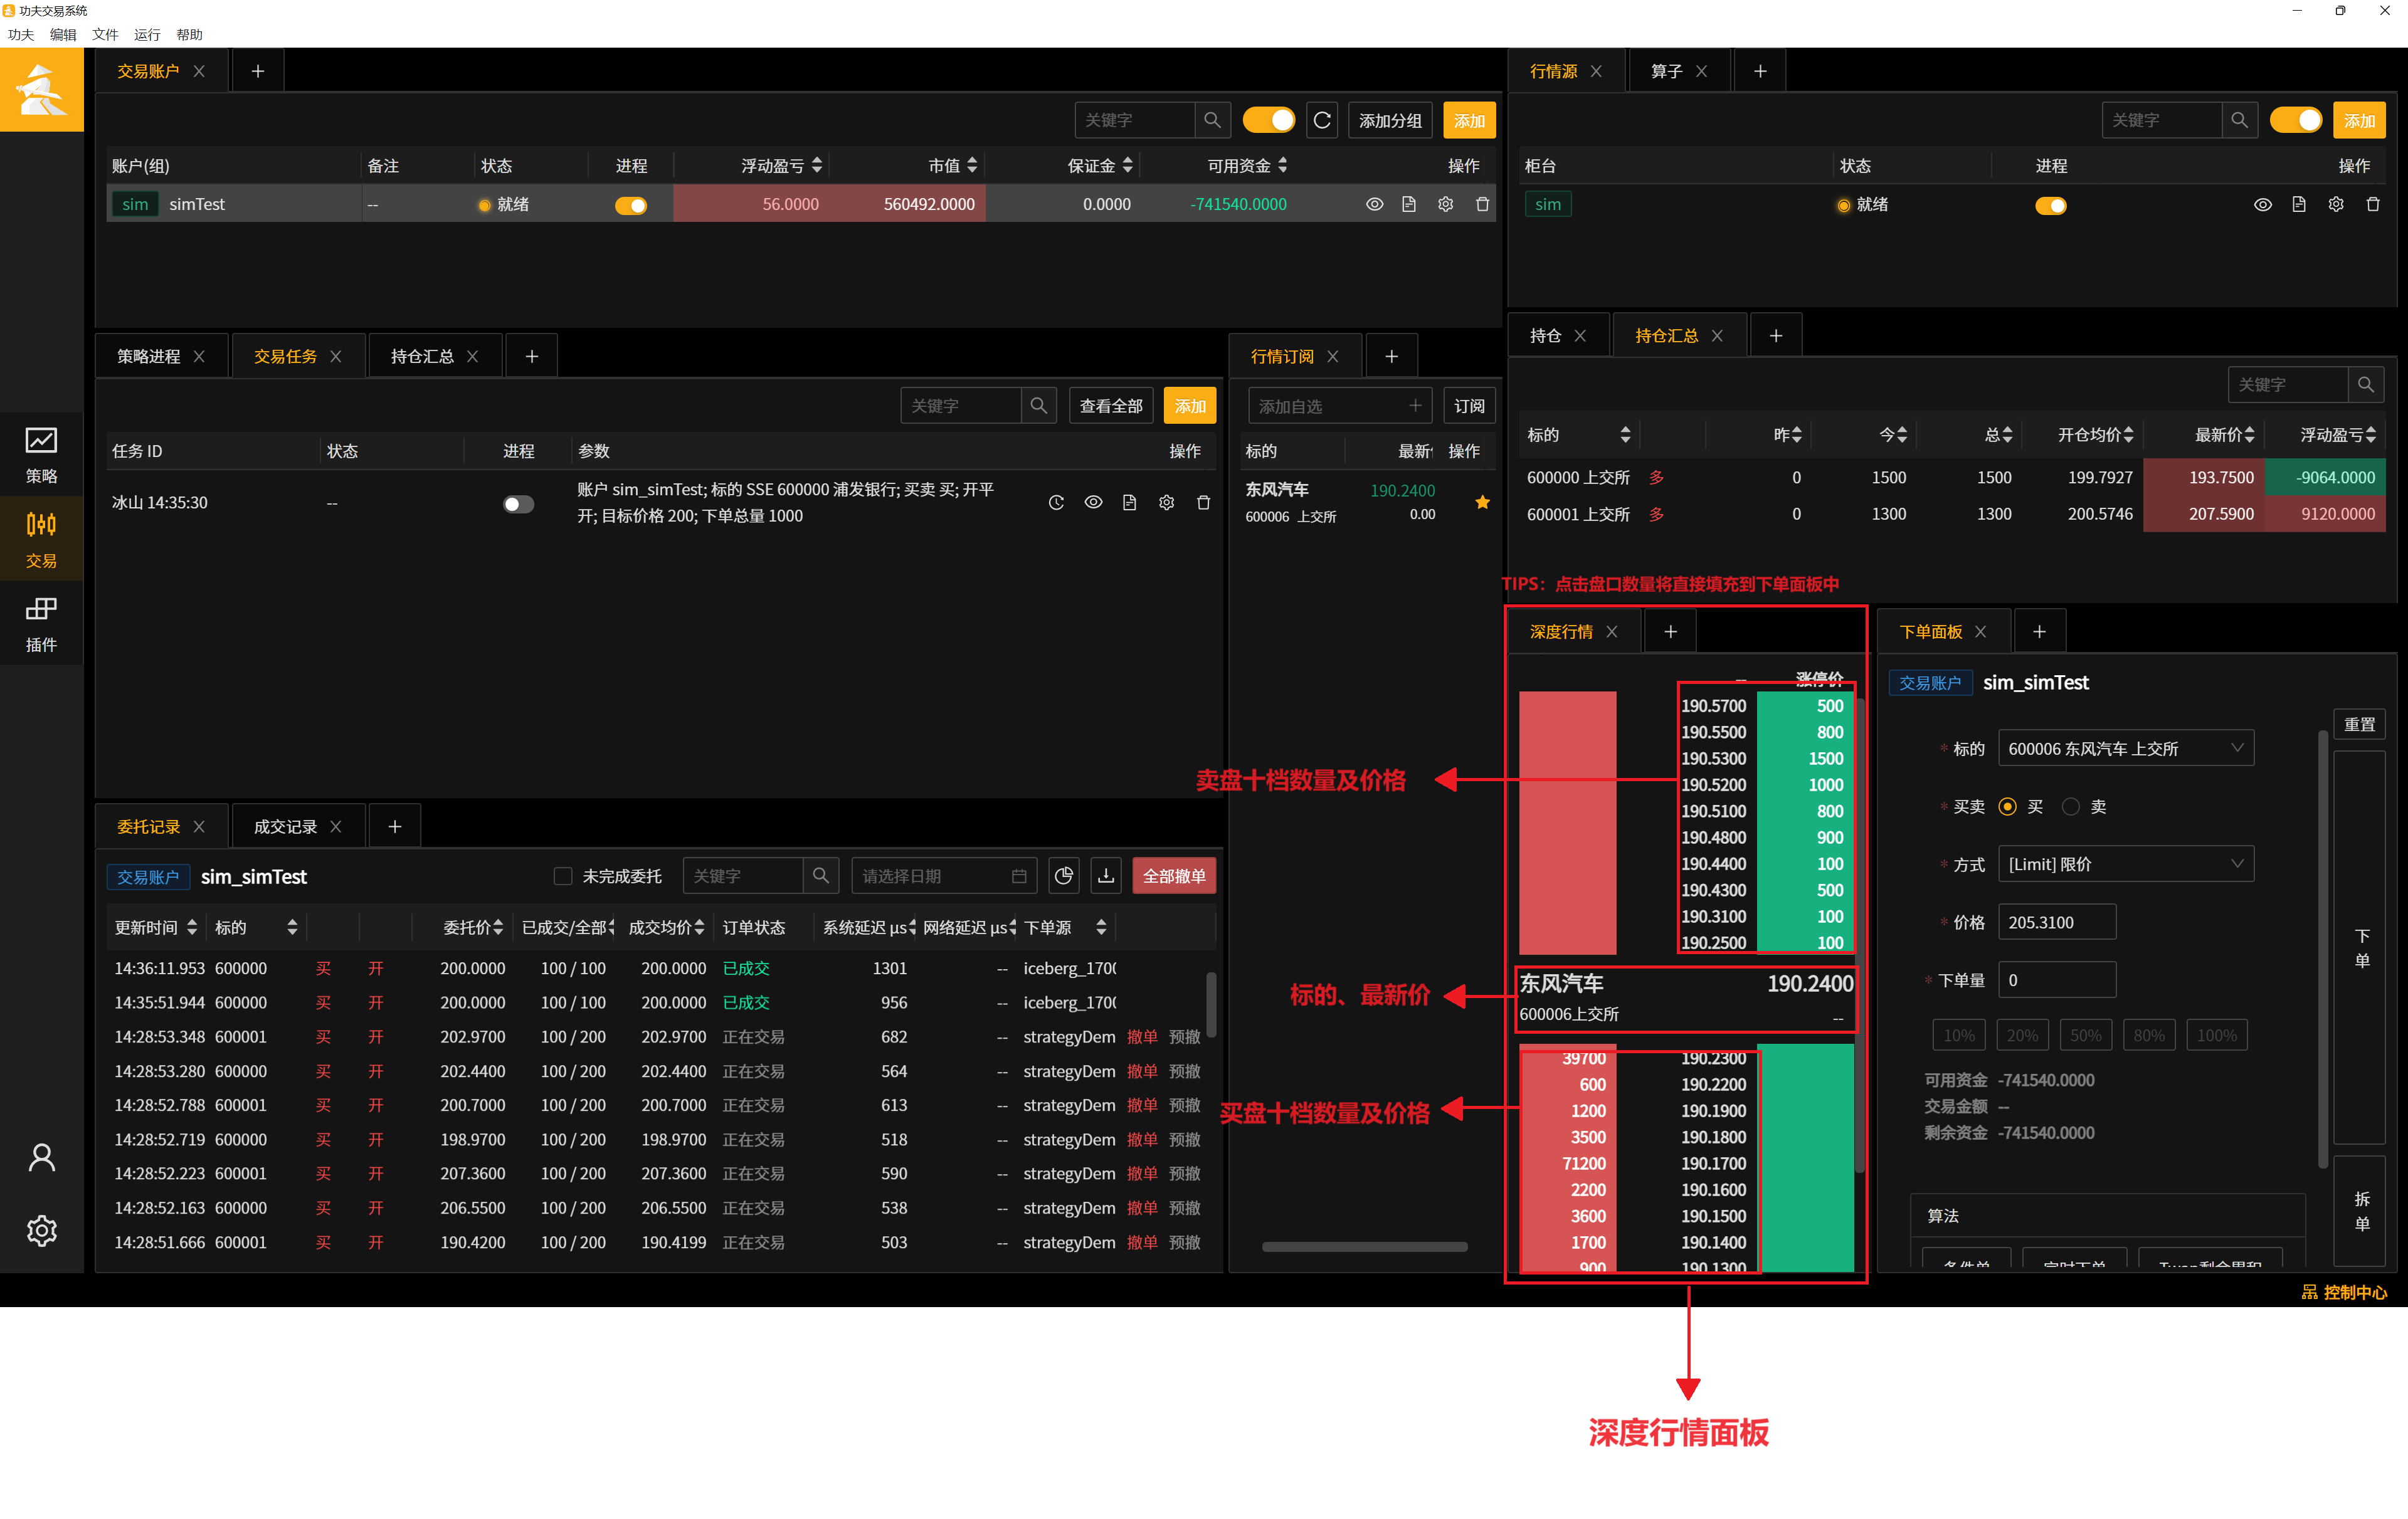 功夫交易系统
功夫 编辑 文件 运行 帮助
交易账户
关键字 添加分组 添加
账户(组) 备注 状态 进程 浮动盈亏 市值 保证金 可用资金 操作
sim simTest -- 就绪 56.0000 560492.0000 0.0000 -741540.0000
行情源 算子
关键字 添加
柜台 状态 进程 操作
sim 就绪
策略
交易
插件
策略进程 交易任务 持仓汇总
关键字 查看全部 添加
任务 ID 状态 进程 参数 操作
冰山 14:35:30 -- 账户 sim_simTest; 标的 SSE 600000 浦发银行; 买卖 买; 开平
开; 目标价格 200; 下单总量 1000
行情订阅
添加自选 订阅
标的 最新 操作
东风汽车 190.2400
600006 上交所 0.00
持仓 持仓汇总
关键字
标的 昨 今 总 开仓均价 最新价 浮动盈亏
600000 上交所 多 0 1500 1500 199.7927 193.7500 -9064.0000
600001 上交所 多 0 1300 1300 200.5746 207.5900 9120.0000
TIPS：点击盘口数量将直接填充到下单面板中
委托记录 成交记录
交易账户 sim_simTest 未完成委托 关键字 请选择日期 全部撤单
更新时间 标的 委托价 已成交/全部 成交均价 订单状态 系统延迟 μs 网络延迟 μs 下单源
14:36:11.953 600000 买 开 200.0000 100 / 100 200.0000 已成交 1301 -- iceberg_170
14:35:51.944 600000 买 开 200.0000 100 / 100 200.0000 已成交 956 -- iceberg_170
14:28:53.348 600001 买 开 202.9700 100 / 200 202.9700 正在交易 682 -- strategyDem 撤单 预撤
14:28:53.280 600000 买 开 202.4400 100 / 200 202.4400 正在交易 564 -- strategyDem 撤单 预撤
14:28:52.788 600001 买 开 200.7000 100 / 200 200.7000 正在交易 613 -- strategyDem 撤单 预撤
14:28:52.719 600000 买 开 198.9700 100 / 200 198.9700 正在交易 518 -- strategyDem 撤单 预撤
14:28:52.223 600001 买 开 207.3600 100 / 200 207.3600 正在交易 590 -- strategyDem 撤单 预撤
14:28:52.163 600000 买 开 206.5500 100 / 200 206.5500 正在交易 538 -- strategyDem 撤单 预撤
14:28:51.666 600001 买 开 190.4200 100 / 200 190.4199 正在交易 503 -- strategyDem 撤单 预撤
深度行情
-- 涨停价
190.5700 500
190.5500 800
190.5300 1500
190.5200 1000
190.5100 800
190.4800 900
190.4400 100
190.4300 500
190.3100 100
190.2500 100
卖盘十档数量及价格
东风汽车 190.2400
600006上交所 --
标的、最新价
39700 190.2300
600 190.2200
1200 190.1900
3500 190.1800
71200 190.1700
2200 190.1600
3600 190.1500
1700 190.1400
900 190.1300
买盘十档数量及价格
下单面板
交易账户 sim_simTest
重置
* 标的 600006 东风汽车 上交所
* 买卖 买 卖
* 方式 [Limit] 限价
* 价格 205.3100
* 下单量 0
10% 20% 50% 80% 100%
可用资金 -741540.0000
交易金额 --
剩余资金 -741540.0000
下单
拆单
算法
条件单 定时下单 Twap剩余累积
控制中心
深度行情面板